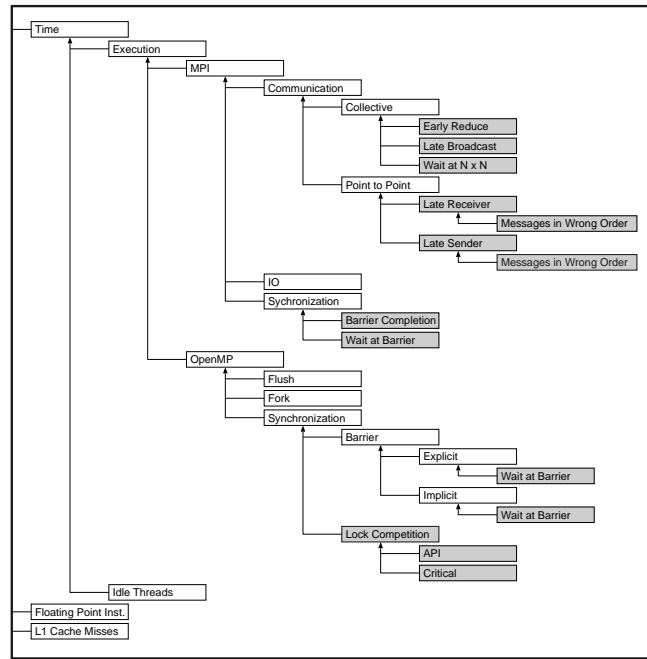 Time
Execution
MPI
Communication
Collective
Early Reduce
Late Broadcast
Wait at N x N
Point to Point
Late Receiver
Messages in Wrong Order
Late Sender
Messages in Wrong Order
IO
Sychronization
Barrier Completion
Wait at Barrier
OpenMP
Flush
Fork
Synchronization
Barrier
Explicit
Wait at Barrier
Implicit
Wait at Barrier
Lock Competition
API
Critical
Idle Threads
Floating Point Inst.
L1 Cache Misses